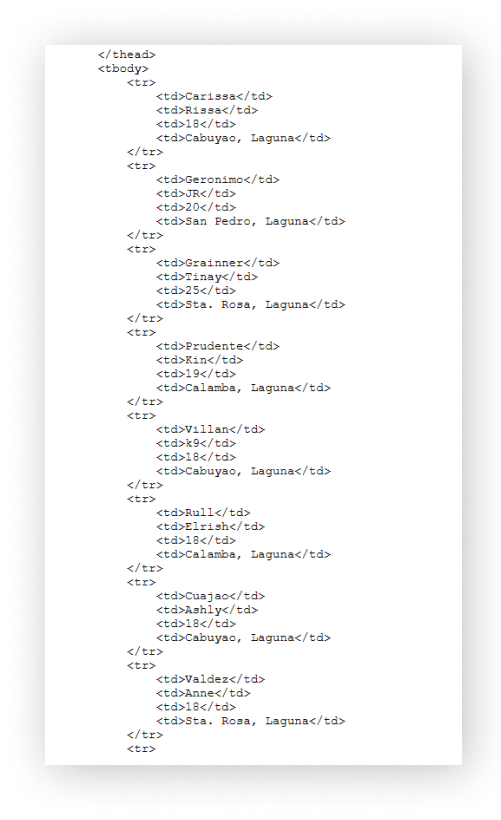 </thead>
<tbody>
<tr>
<td>Carissa</td>
<td>Rissa</td>
<td>18</td>
<td>Cabuyao, Laguna</td>
</tr>
<tr>
<td>Geronimo</td>
<td>JR</td>
<td>20</td>
<td>San Pedro, Laguna</td>
</tr>
<tr>
<td>Grainner</td>
<td>Tinay</td>
<td>25</td>
<td>Sta. Rosa, Laguna</td>
</tr>
<tr>
<td>Prudente</td>
<td>Kin</td>
<td>19</td>
<td>Calamba, Laguna</td>
</tr>
<tr>
<td>Villan</td>
<td>k9</td>
<td>18</td>
<td>Cabuyao, Laguna</td>
</tr>
<tr>
<td>Rull</td>
<td>Elrish</td>
<td>18</td>
<td>Calamba, Laguna</td>
</tr>
<tr>
<td>Cuajao</td>
<td>Ashly</td>
<td>18</td>
<td>Cabuyao, Laguna</td>
</tr>
<tr>
<td>Valdez</td>
<td>Anne</td>
<td>18</td>
<td>Sta. Rosa, Laguna</td>
</tr>
<tr>